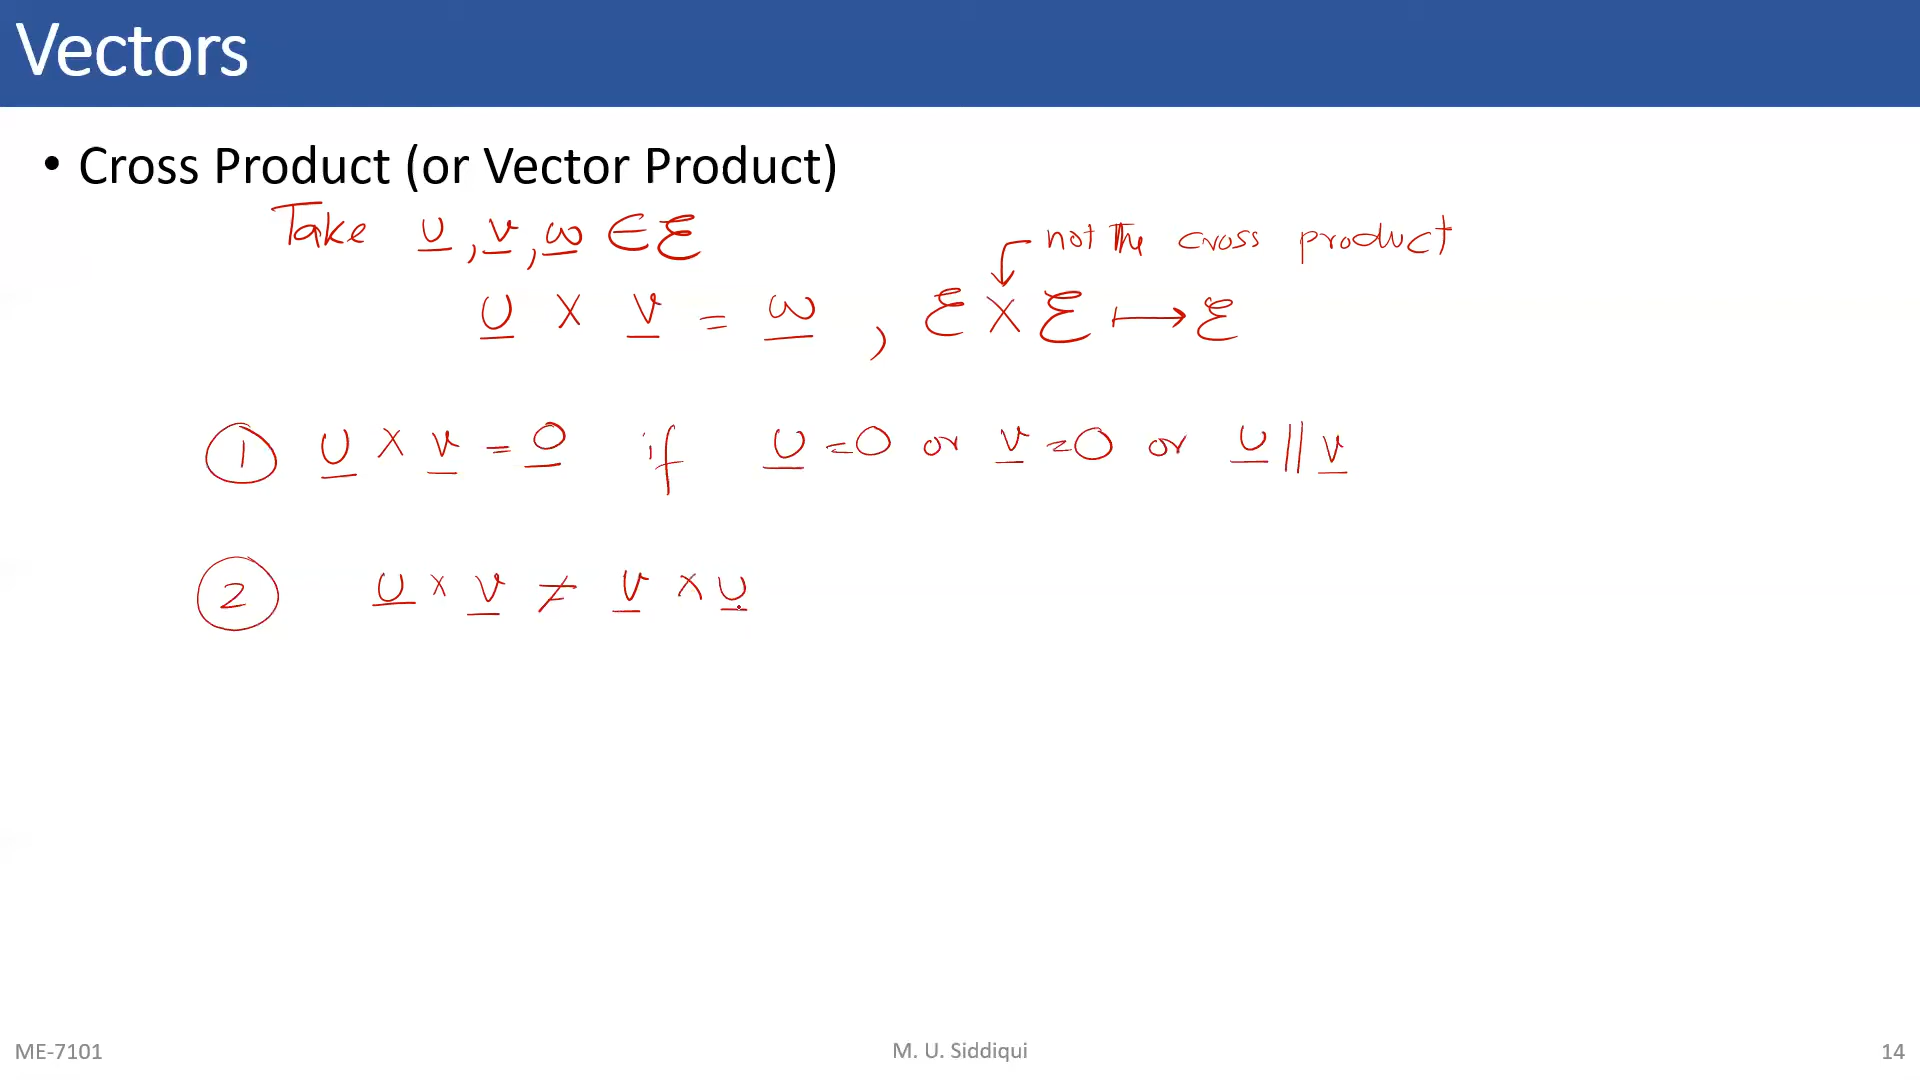 Vectors
• Cross Product (or Vector Product)
Take u, v, w ∈ ℰ
not the cross product
u × v = w , ℰ × ℰ ⟼ ℰ
① u × v = 0 if u = 0 or v = 0 or u || v
② u × v ≠ v × u
ME-7101 M. U. Siddiqui 14